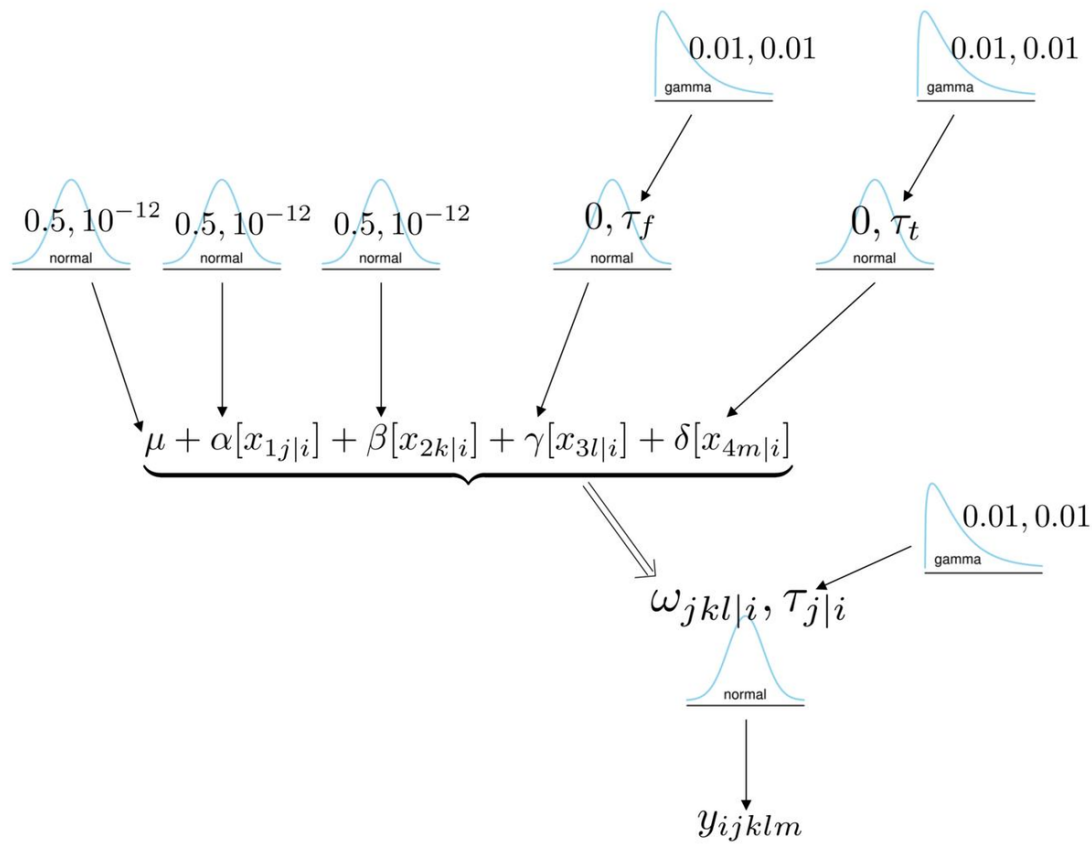 0.01, 0.01
0.01, 0.01
gamma
gamma
0.5, 10⁻¹²
0.5, 10⁻¹²
0.5, 10⁻¹²
0, τ_f
0, τ_t
normal
normal
normal
normal
normal
μ + α[x_{1j|i}] + β[x_{2k|i}] + γ[x_{3l|i}] + δ[x_{4m|i}]
0.01, 0.01
gamma
ω_{jkl|i}, τ_{j|i}
normal
y_{ijklm}